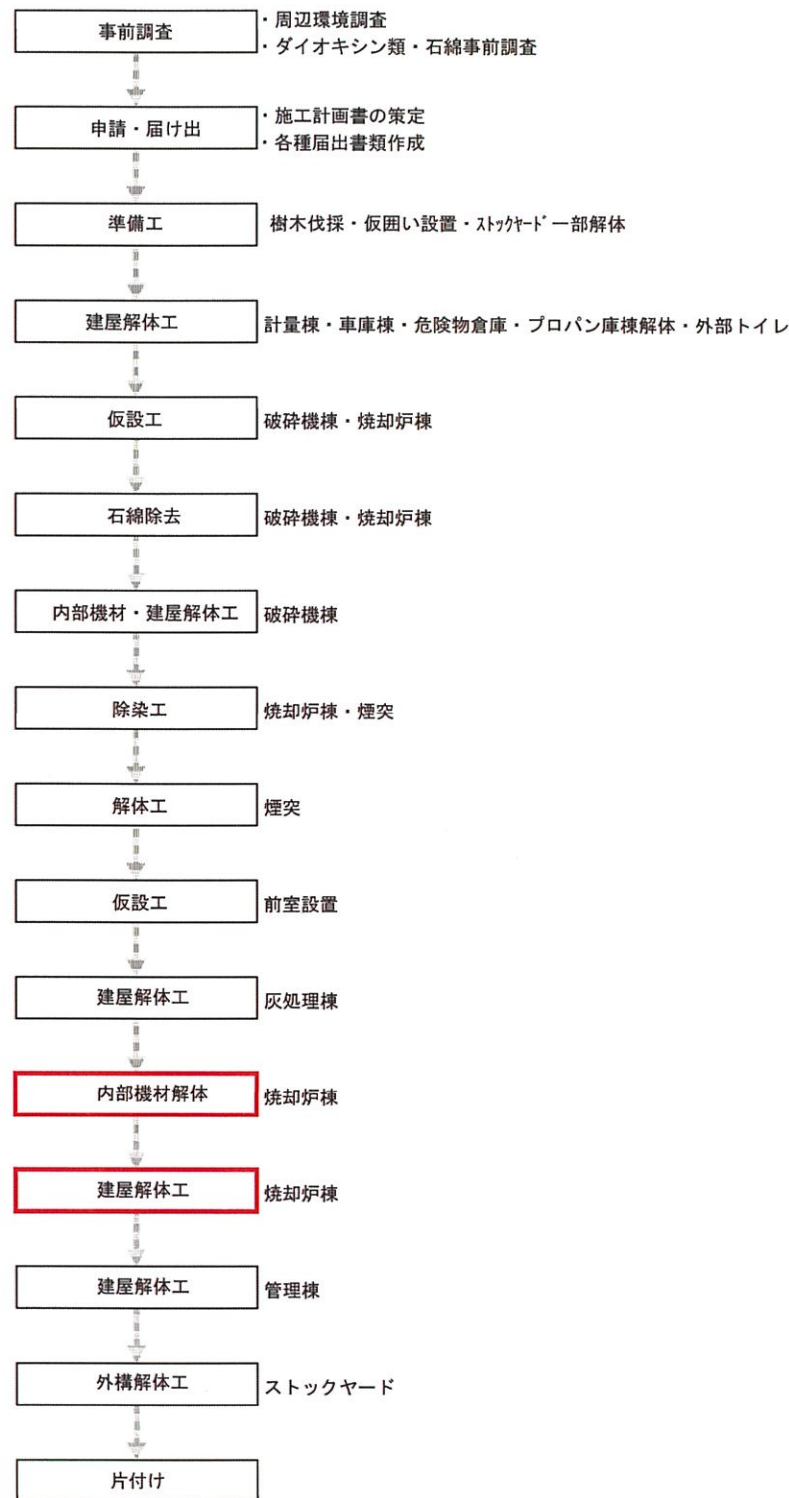 事前調査
・周辺環境調査
・ダイオキシン類・石綿事前調査
申請・届け出
・施工計画書の策定
・各種届出書類作成
準備工
樹木伐採・仮囲い設置・ｽﾄｯｸﾔｰﾄﾞ一部解体
建屋解体工
計量棟・車庫棟・危険物倉庫・プロパン庫棟解体・外部トイレ
仮設工
破砕機棟・焼却炉棟
石綿除去
破砕機棟・焼却炉棟
内部機材・建屋解体工
破砕機棟
除染工
焼却炉棟・煙突
解体工
煙突
仮設工
前室設置
建屋解体工
灰処理棟
内部機材解体
焼却炉棟
建屋解体工
焼却炉棟
建屋解体工
管理棟
外構解体工
ストックヤード
片付け